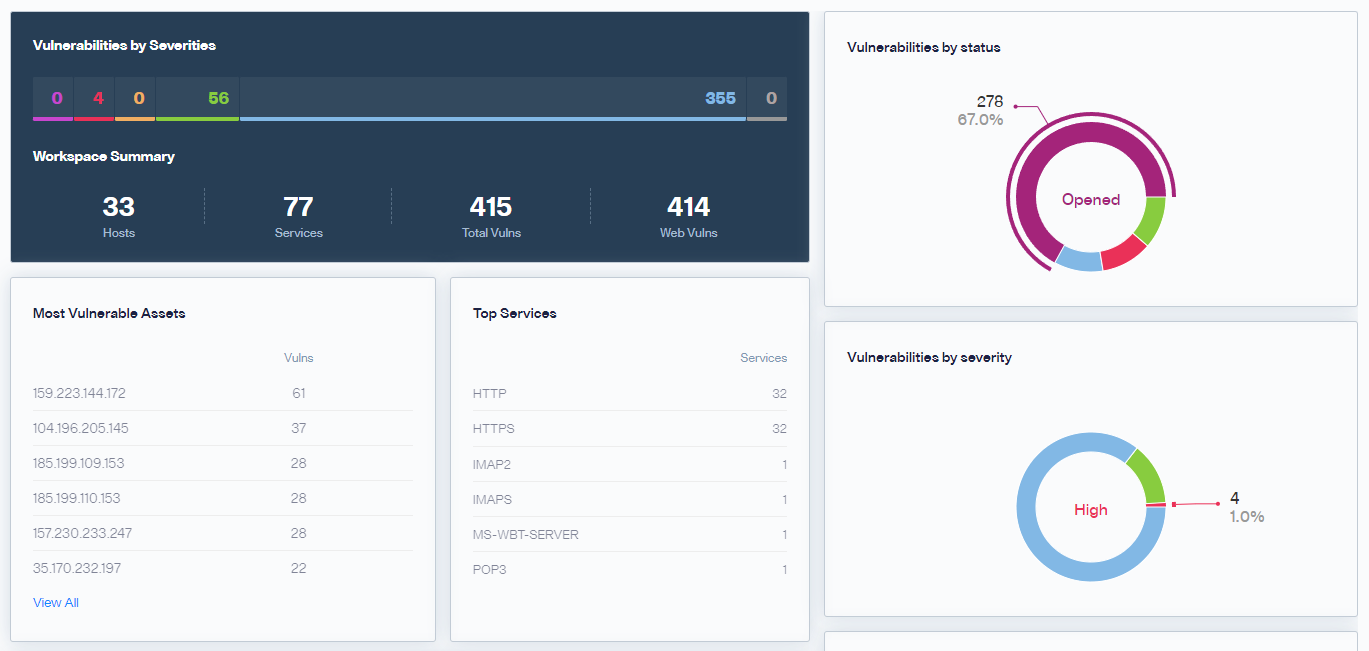 Vulnerabilities by Severities
0 4 0 56 355 0
Workspace Summary
33 77 415 414
Hosts Services Total Vulns Web Vulns
Most Vulnerable Assets
Vulns
159.223.144.172 61
104.196.205.145 37
185.199.109.153 28
185.199.110.153 28
157.230.233.247 28
35.170.232.197 22
View All
Top Services
Services
HTTP 32
HTTPS 32
IMAP2 1
IMAPS 1
MS-WBT-SERVER 1
POP3 1
Vulnerabilities by status
278
67.0%
Opened
Vulnerabilities by severity
High
4
1.0%